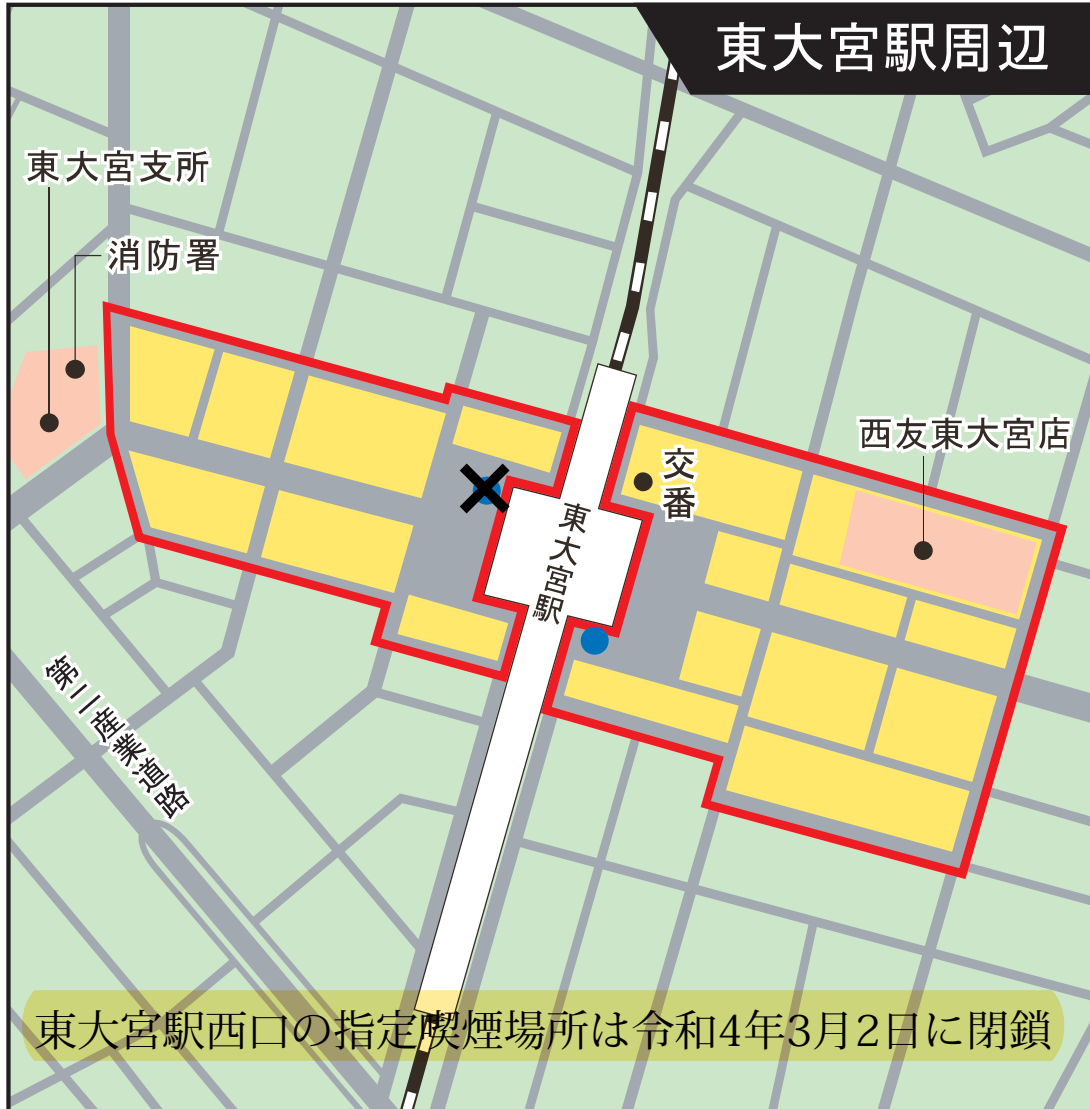 東大宮駅周辺
東大宮支所
消防署
西友東大宮店
交番
東大宮駅
第二産業道路
東大宮駅西口の指定喫煙場所は令和4年3月2日に閉鎖